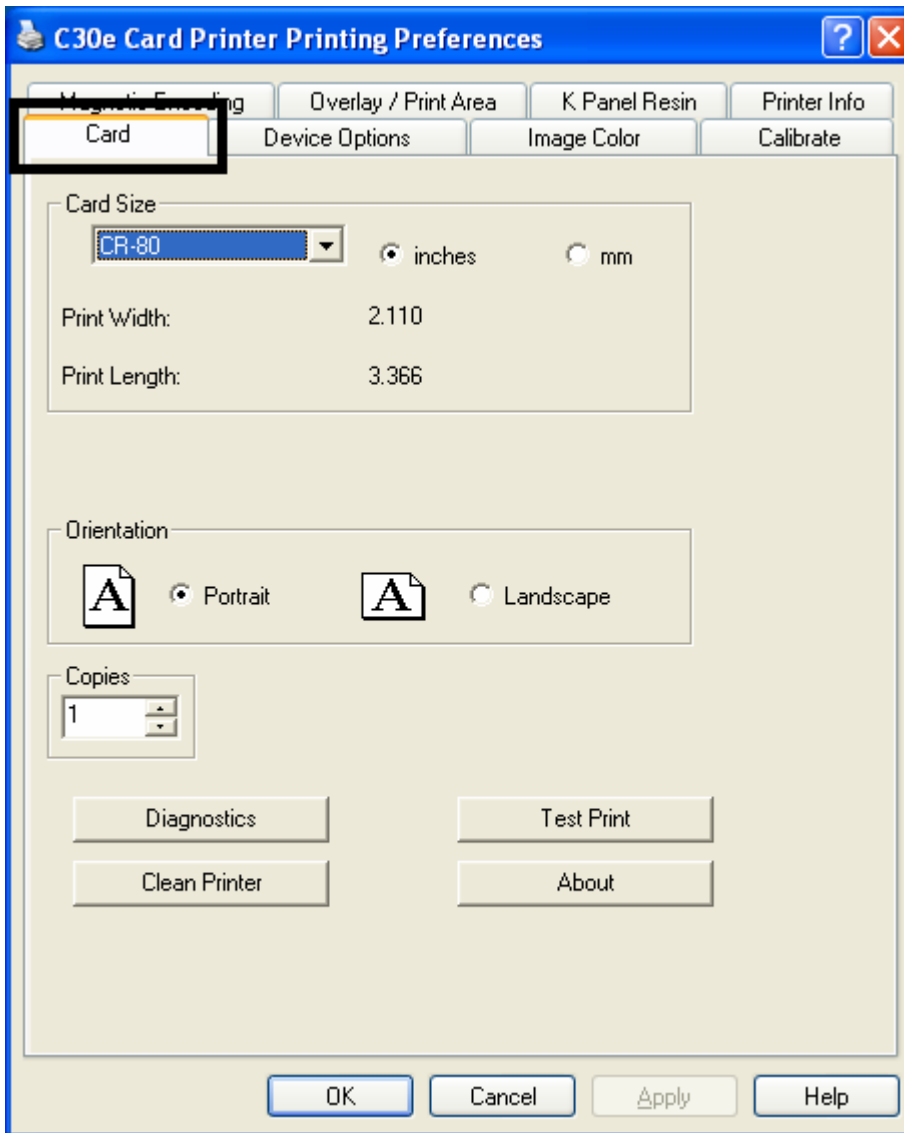 C30e Card Printer Printing Preferences
Magnetic Encoding Overlay / Print Area K Panel Resin Printer Info
Card Device Options Image Color Calibrate
Card Size
CR-80 inches mm
Print Width: 2.110
Print Length: 3.366
Orientation
A Portrait A Landscape
Copies
1
Diagnostics Test Print
Clean Printer About
OK Cancel Apply Help